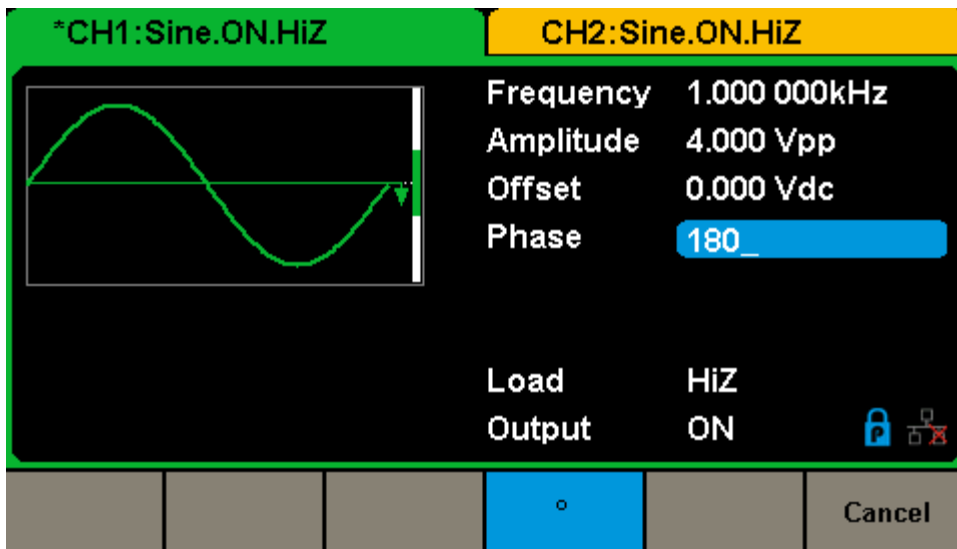 *CH1:Sine.ON.HiZ
CH2:Sine.ON.HiZ
Frequency 1.000 000kHz
Amplitude 4.000 Vpp
Offset 0.000 Vdc
Phase 180_
Load HiZ
Output ON
P
° Cancel